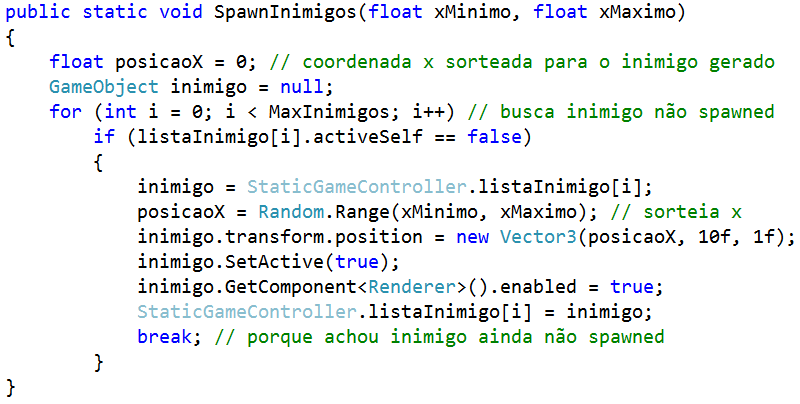 public static void SpawnInimigos(float xMinimo, float xMaximo)
{
    float posicaoX = 0; // coordenada x sorteada para o inimigo gerado
    GameObject inimigo = null;
    for (int i = 0; i < MaxInimigos; i++) // busca inimigo não spawned
        if (listaInimigo[i].activeSelf == false)
        {
            inimigo = StaticGameController.listaInimigo[i];
            posicaoX = Random.Range(xMinimo, xMaximo); // sorteia x
            inimigo.transform.position = new Vector3(posicaoX, 10f, 1f);
            inimigo.SetActive(true);
            inimigo.GetComponent<Renderer>().enabled = true;
            StaticGameController.listaInimigo[i] = inimigo;
            break; // porque achou inimigo ainda não spawned
        }
}